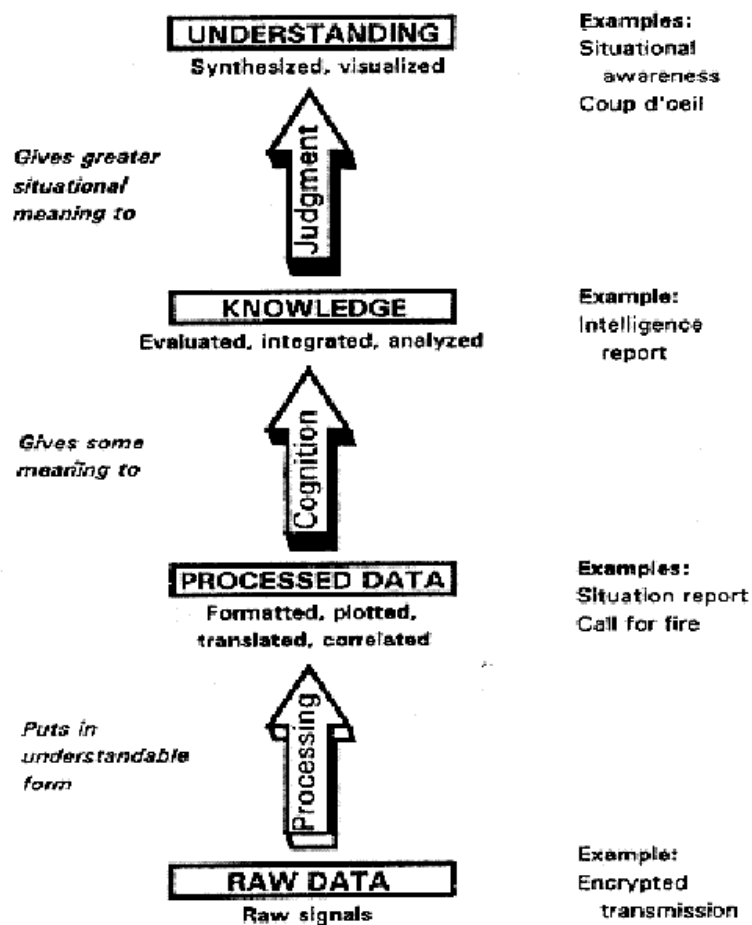 UNDERSTANDING
Synthesized, visualized
Examples:
Situational
awareness
Coup d'oeil
Judgment
Gives greater
situational
meaning to
KNOWLEDGE
Evaluated, integrated, analyzed
Example:
Intelligence
report
Cognition
Gives some
meaning to
PROCESSED DATA
Formatted, plotted,
translated, correlated
Examples:
Situation report
Call for fire
Processing
Puts in
understandable
form
RAW DATA
Raw signals
Example:
Encrypted
transmission